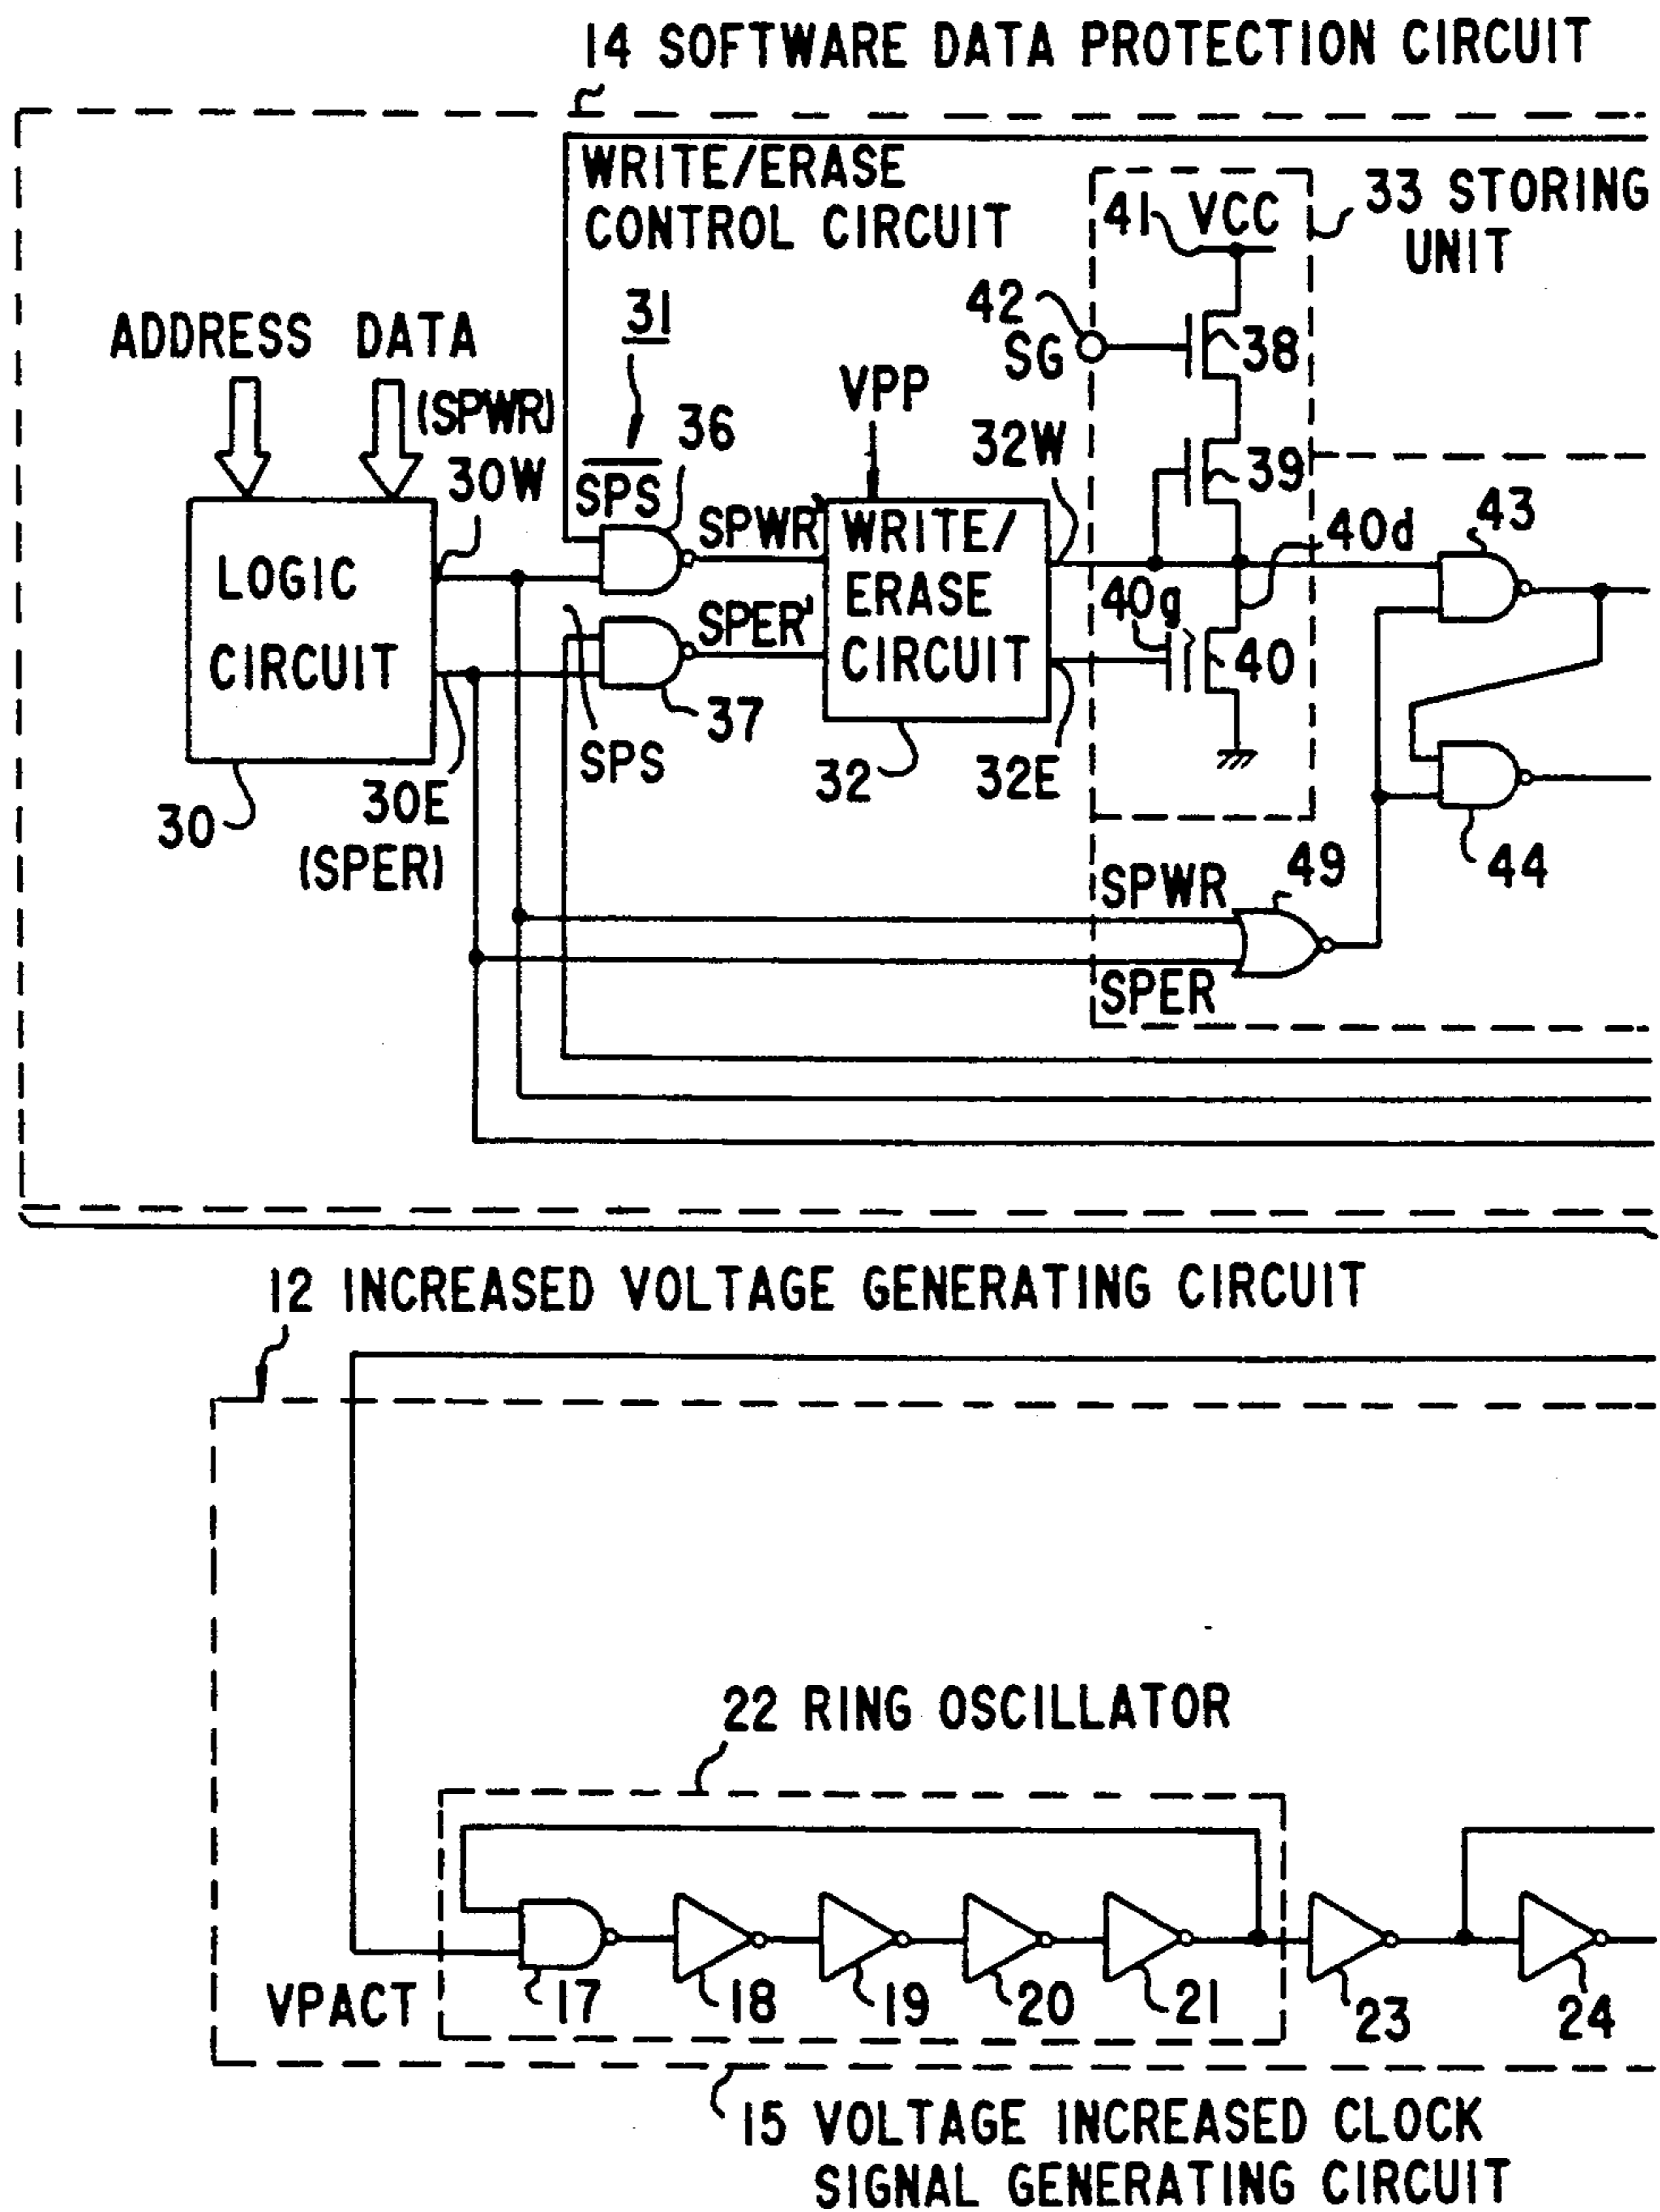 14 SOFTWARE DATA PROTECTION CIRCUIT
WRITE/ERASE
CONTROL CIRCUIT
41 VCC
33 STORING
UNIT
42
SG
38
31
ADDRESS DATA
(SPWR)
VPP
36
30W
SPS
32W
39
SPWR'
WRITE/
ERASE
CIRCUIT
40d
43
LOGIC
CIRCUIT
SPER'
40g
40
37
SPS
32
32E
30
30E
(SPER)
44
SPWR
49
SPER
12 INCREASED VOLTAGE GENERATING CIRCUIT
22 RING OSCILLATOR
VPACT
17
18
19
20
21
23
24
15 VOLTAGE INCREASED CLOCK
SIGNAL GENERATING CIRCUIT